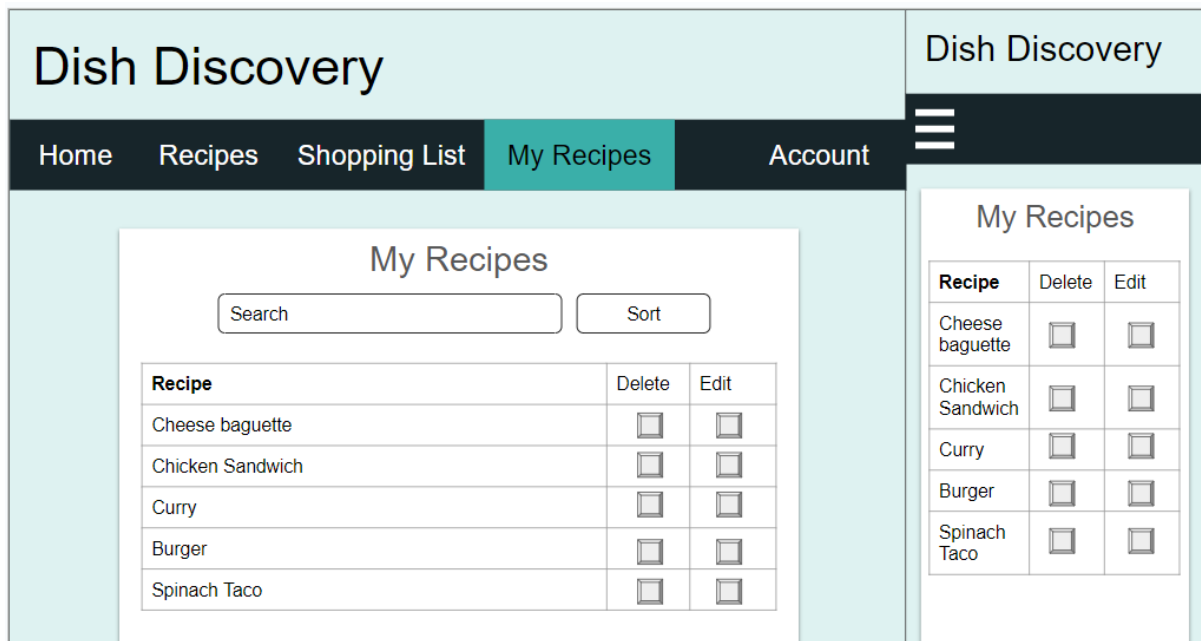 Dish Discovery
Home Recipes Shopping List My Recipes Account
My Recipes
Search Sort
Recipe Delete Edit
Cheese baguette
Chicken Sandwich
Curry
Burger
Spinach Taco
Dish Discovery
My Recipes
Recipe Delete Edit
Cheese
baguette
Chicken
Sandwich
Curry
Burger
Spinach
Taco